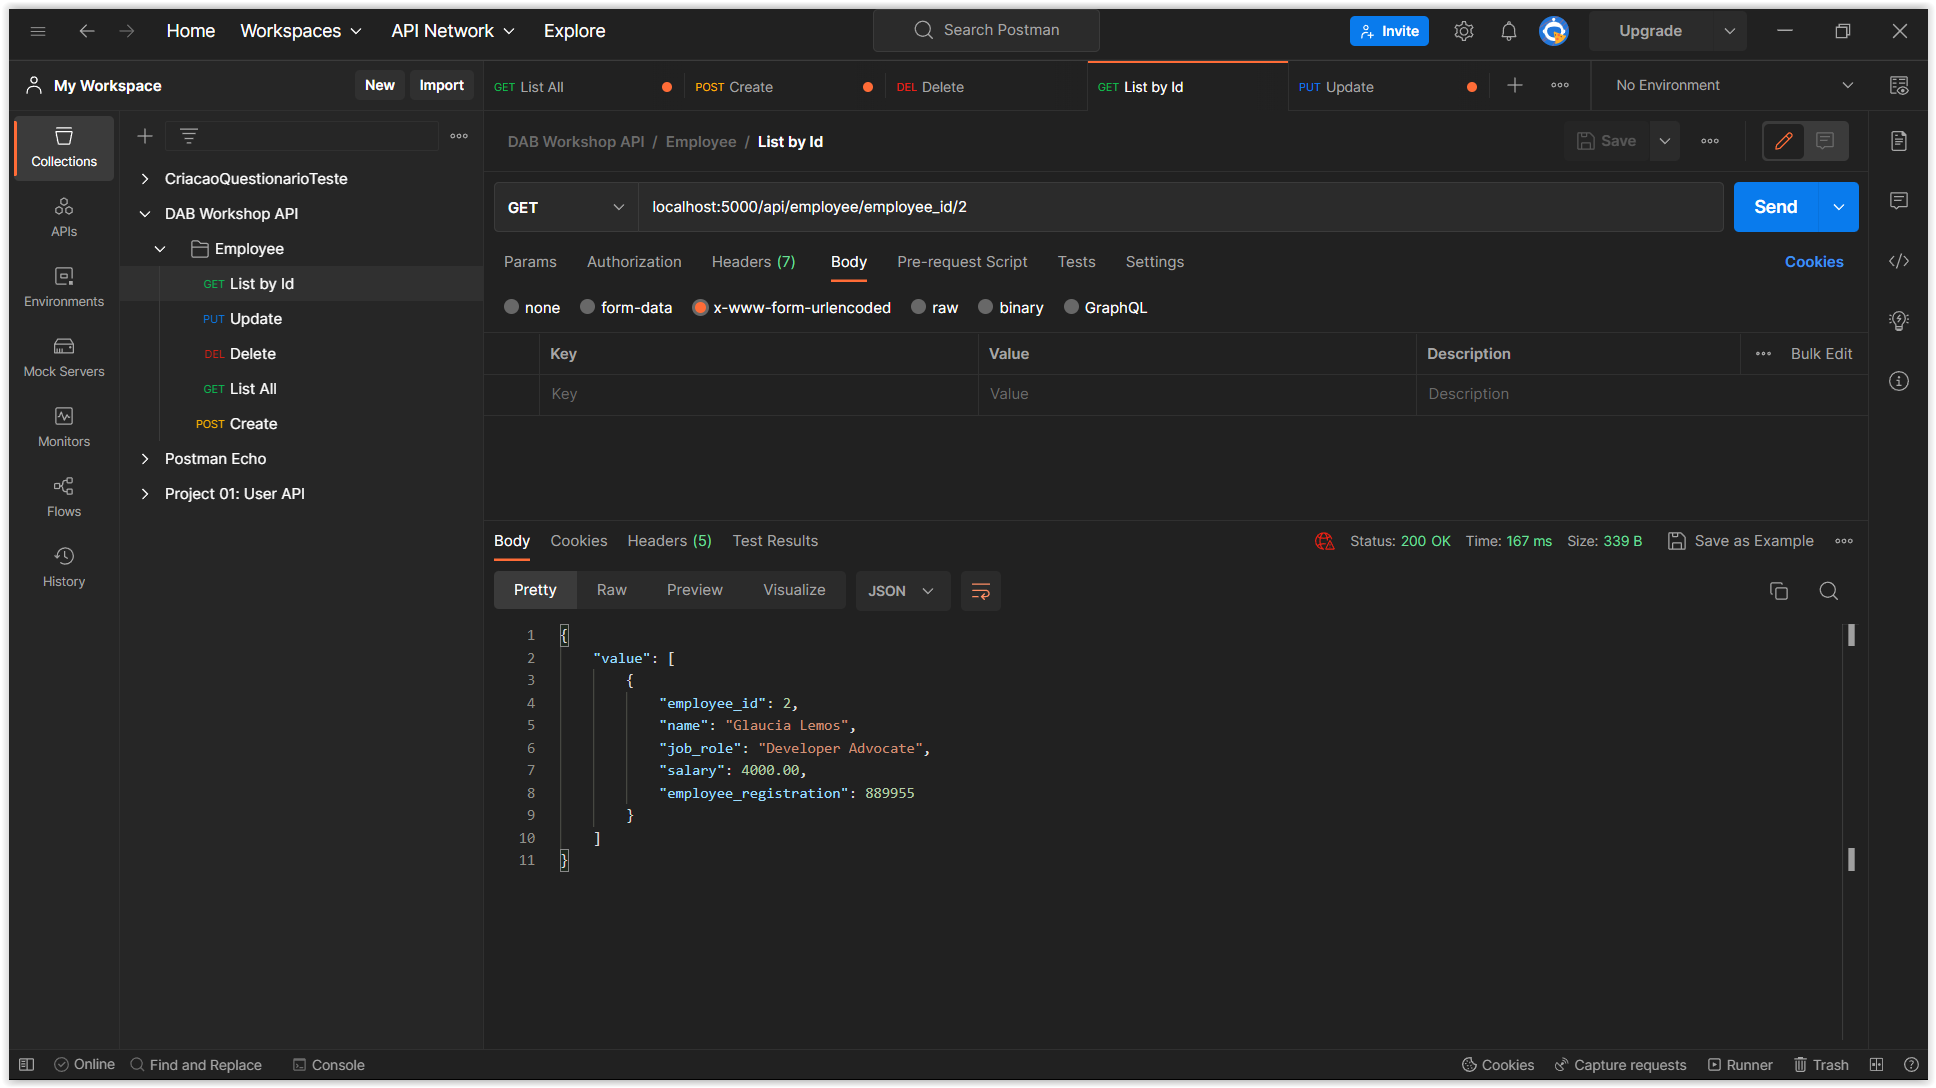 Home Workspaces API Network Explore Search Postman Invite Upgrade
My Workspace New Import GET List All POST Create DEL Delete GET List by Id PUT Update No Environment
Collections
APIs
Environments
Mock Servers
Monitors
Flows
History
CriacaoQuestionarioTeste
DAB Workshop API
Employee
GET List by Id
PUT Update
DEL Delete
GET List All
POST Create
Postman Echo
Project 01: User API
DAB Workshop API / Employee / List by Id Save
GET localhost:5000/api/employee/employee_id/2 Send
Params Authorization Headers (7) Body Pre-request Script Tests Settings Cookies
none form-data x-www-form-urlencoded raw binary GraphQL
Key Value Description Bulk Edit
Key Value Description
Body Cookies Headers (5) Test Results Status: 200 OK Time: 167 ms Size: 339 B Save as Example
Pretty Raw Preview Visualize JSON
1 {
2 "value": [
3 {
4 "employee_id": 2,
5 "name": "Glaucia Lemos",
6 "job_role": "Developer Advocate",
7 "salary": 4000.00,
8 "employee_registration": 889955
9 }
10 ]
11 }
Online Find and Replace Console Cookies Capture requests Runner Trash